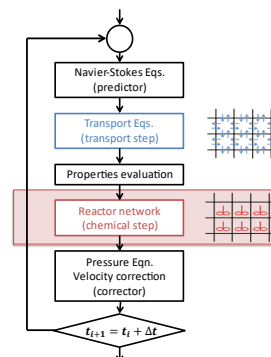 Navier-Stokes Eqs.
(predictor)
Transport Eqs.
(transport step)
Properties evaluation
Reactor network
(chemical step)
Pressure Eqn.
Velocity correction
(corrector)
t_{i+1} = t_i + Δt